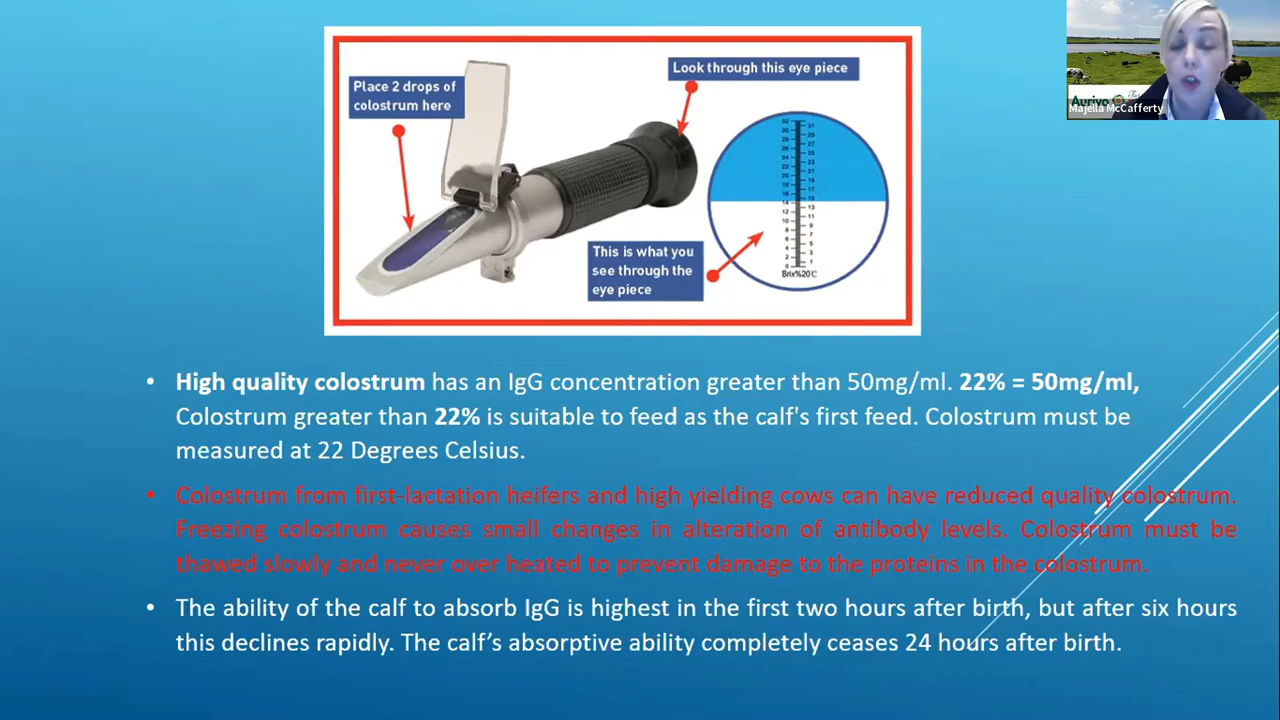 Place 2 drops of
colostrum here
Look through this eye piece
This is what you
see through the
eye piece
Brix%20℃
Aurivo
Majella McCafferty
• High quality colostrum has an IgG concentration greater than 50mg/ml. 22% = 50mg/ml,
Colostrum greater than 22% is suitable to feed as the calf's first feed. Colostrum must be
measured at 22 Degrees Celsius.
• Colostrum from first-lactation heifers and high yielding cows can have reduced quality colostrum.
Freezing colostrum causes small changes in alteration of antibody levels. Colostrum must be
thawed slowly and never over heated to prevent damage to the proteins in the colostrum.
• The ability of the calf to absorb IgG is highest in the first two hours after birth, but after six hours
this declines rapidly. The calf’s absorptive ability completely ceases 24 hours after birth.